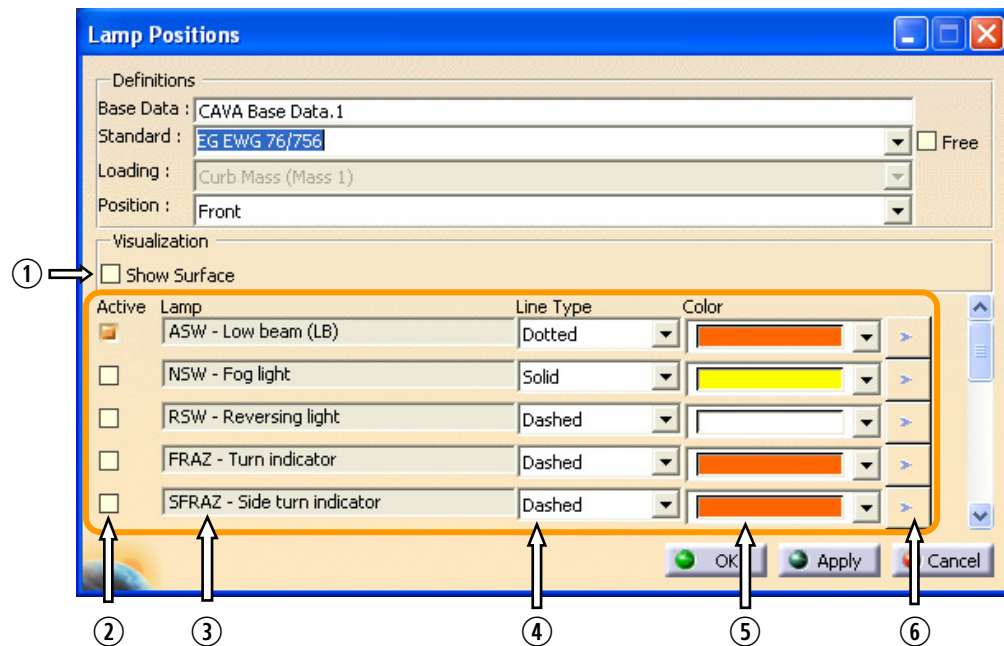 Lamp Positions
Definitions
Base Data : CAVA Base Data.1
Standard : EG EWG 76/756 Free
Loading : Curb Mass (Mass 1)
Position : Front
Visualization
① Show Surface
Active Lamp Line Type Color
ASW - Low beam (LB) Dotted
NSW - Fog light Solid
RSW - Reversing light Dashed
FRAZ - Turn indicator Dashed
SFRAZ - Side turn indicator Dashed
OK Apply Cancel
② ③ ④ ⑤ ⑥